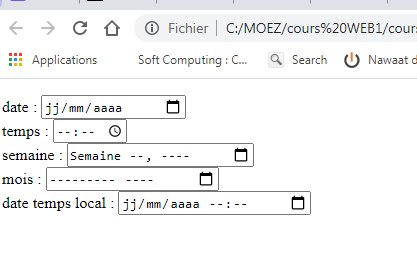 Fichier C:/MOEZ/cours%20WEB1/cours
Applications Soft Computing : C... Search Nawaat d
date : jj/mm/aaaa
temps : --:--
semaine : Semaine --, ----
mois : --------- ----
date temps local : jj/mm/aaaa --:--